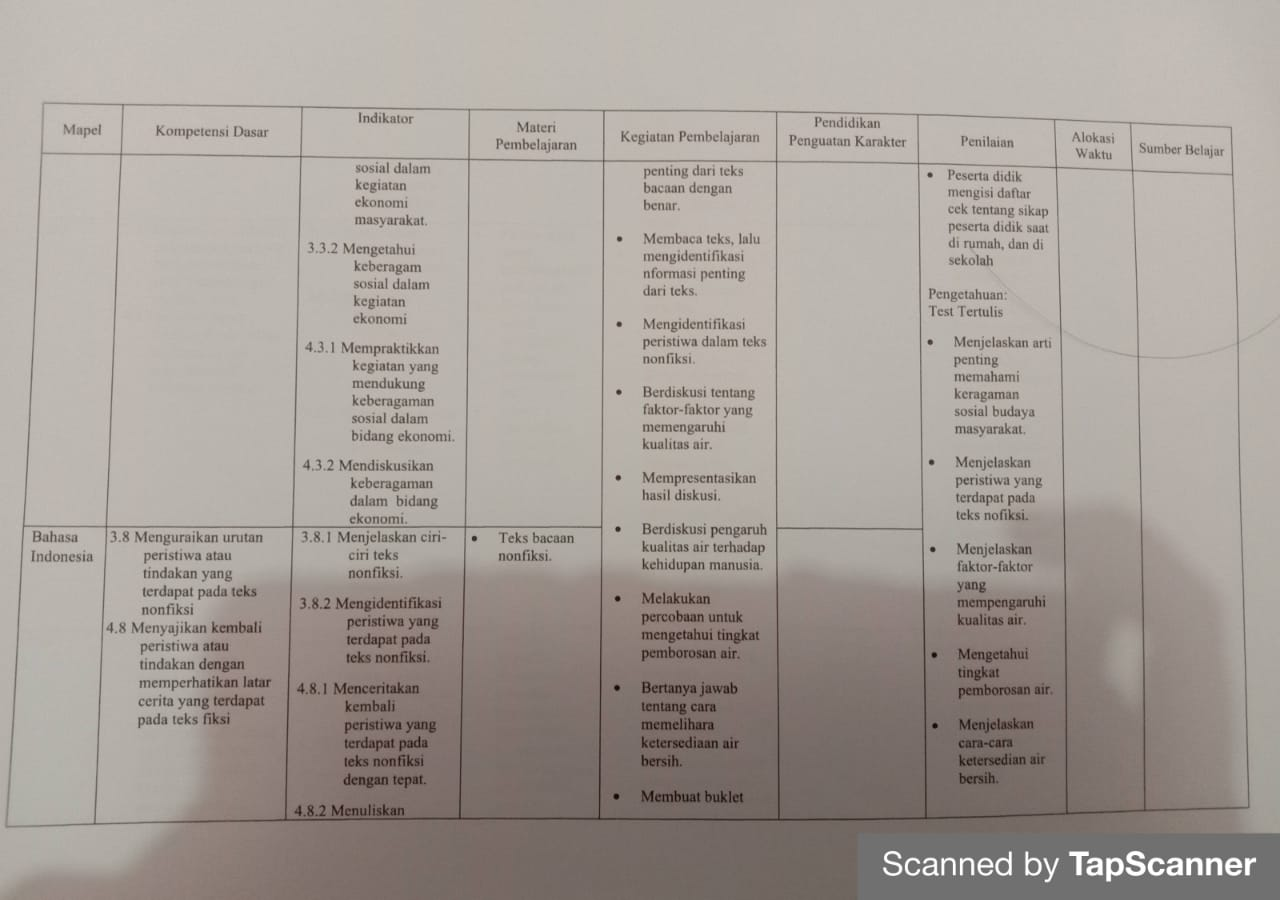 Mapel
Kompetensi Dasar
Indikator
Materi
Pembelajaran
Kegiatan Pembelajaran
Pendidikan
Penguatan Karakter
Penilaian
Alokasi
Waktu
Sumber Belajar
sosial dalam
kegiatan
ekonomi
masyarakat.
3.3.2 Mengetahui
keberagam
sosial dalam
kegiatan
ekonomi
4.3.1 Mempraktikkan
kegiatan yang
mendukung
keberagaman
sosial dalam
bidang ekonomi.
4.3.2 Mendiskusikan
keberagaman
dalam bidang
ekonomi.
penting dari teks
bacaan dengan
benar.
• Membaca teks, lalu
mengidentifikasi
nformasi penting
dari teks.
• Mengidentifikasi
peristiwa dalam teks
nonfiksi.
• Berdiskusi tentang
faktor-faktor yang
memengaruhi
kualitas air.
• Mempresentasikan
hasil diskusi.
• Berdiskusi pengaruh
kualitas air terhadap
kehidupan manusia.
• Melakukan
percobaan untuk
mengetahui tingkat
pemborosan air.
• Bertanya jawab
tentang cara
memelihara
ketersediaan air
bersih.
• Membuat buklet
• Peserta didik
mengisi daftar
cek tentang sikap
peserta didik saat
di rumah, dan di
sekolah
Pengetahuan:
Test Tertulis
• Menjelaskan arti
penting
memahami
keragaman
sosial budaya
masyarakat.
• Menjelaskan
peristiwa yang
terdapat pada
teks nofiksi.
• Menjelaskan
faktor-faktor
yang
mempengaruhi
kualitas air.
• Mengetahui
tingkat
pemborosan air.
• Menjelaskan
cara-cara
ketersedian air
bersih.
Bahasa
Indonesia
3.8 Menguraikan urutan
peristiwa atau
tindakan yang
terdapat pada teks
nonfiksi
4.8 Menyajikan kembali
peristiwa atau
tindakan dengan
memperhatikan latar
cerita yang terdapat
pada teks fiksi
3.8.1 Menjelaskan ciri-
ciri teks
nonfiksi.
3.8.2 Mengidentifikasi
peristiwa yang
terdapat pada
teks nonfiksi.
4.8.1 Menceritakan
kembali
peristiwa yang
terdapat pada
teks nonfiksi
dengan tepat.
4.8.2 Menuliskan
• Teks bacaan
nonfiksi.
Scanned by TapScanner